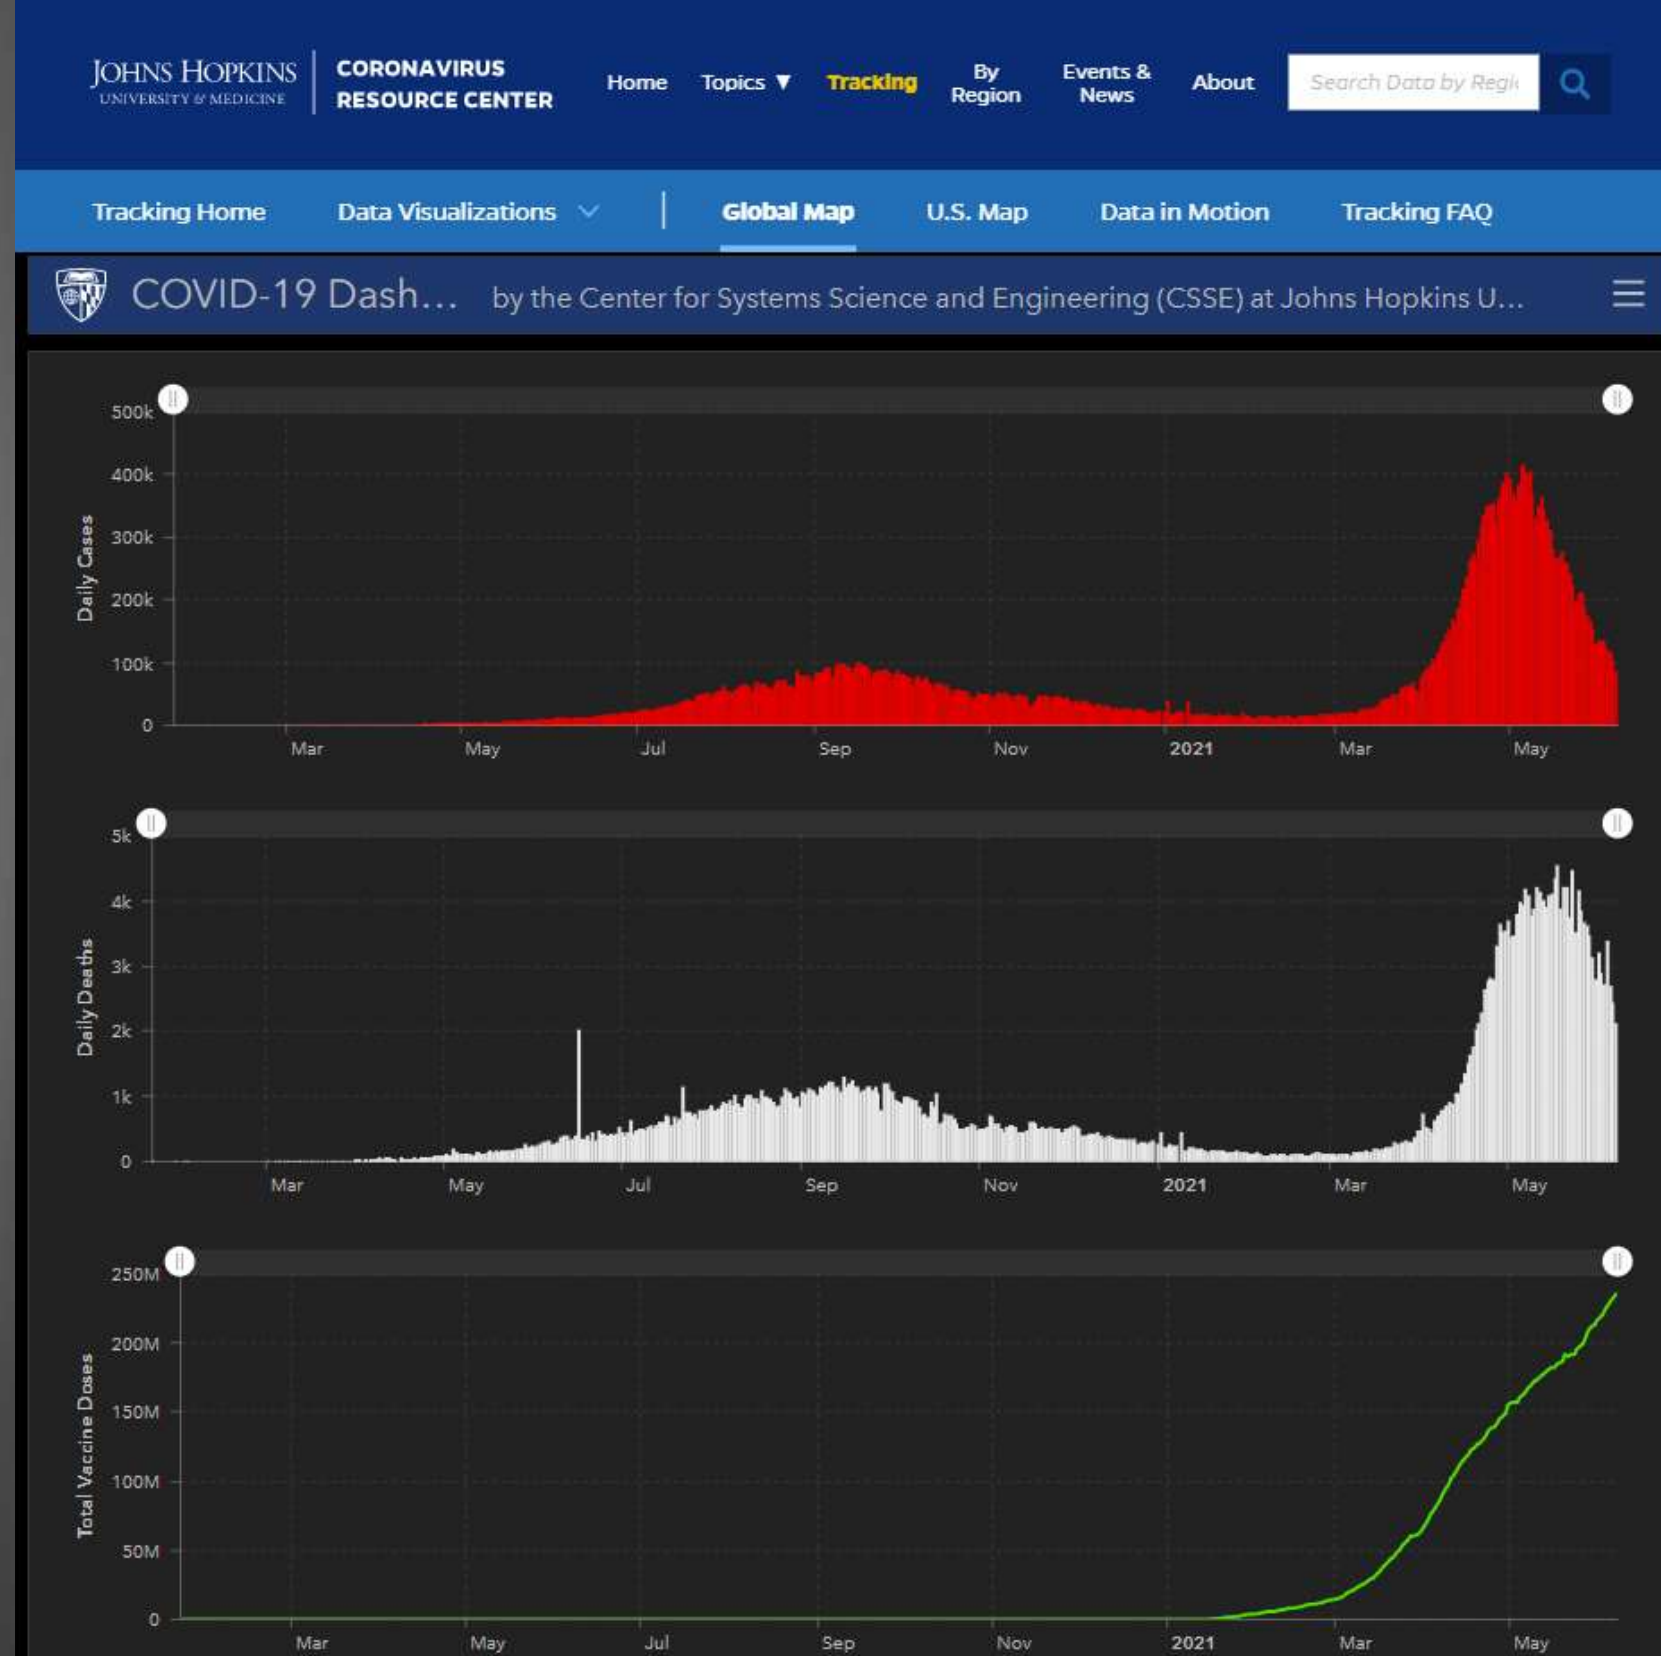 JOHNS HOPKINS
UNIVERSITY & MEDICINE
CORONAVIRUS
RESOURCE CENTER
Home
Topics ▼
Tracking
By
Region
Events &
News
About
Search Data by Regi
Tracking Home
Data Visualizations
Global Map
U.S. Map
Data in Motion
Tracking FAQ
COVID-19 Dash...
by the Center for Systems Science and Engineering (CSSE) at Johns Hopkins U...
Daily Cases
500k
400k
300k
200k
100k
0
Mar May Jul Sep Nov 2021 Mar May
Daily Deaths
5k
4k
3k
2k
1k
0
Mar May Jul Sep Nov 2021 Mar May
Total Vaccine Doses
250M
200M
150M
100M
50M
0
Mar May Jul Sep Nov 2021 Mar May